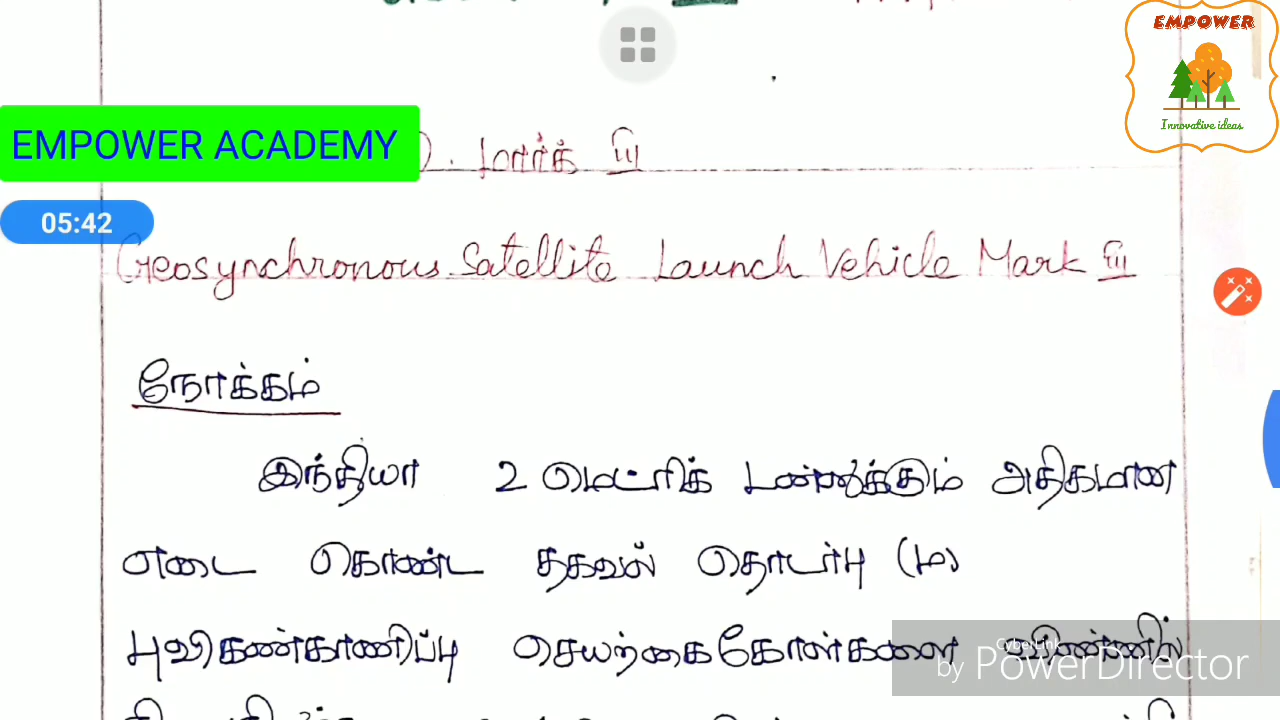 EMPOWER
Innovative ideas
EMPOWER ACADEMY
மார்க் III
05:42
Geosynchronous Satellite Launch Vehicle Mark III
நோக்கம்
இந்தியா 2 மெட்ரிக் டன்னுக்கும் அதிகமான
எடை கொண்ட தகவல் தொடர்பு (ம)
புவிகண்காணிப்பு செயற்கைகோள்களை விண்ணில்
CyberLink
by PowerDirector